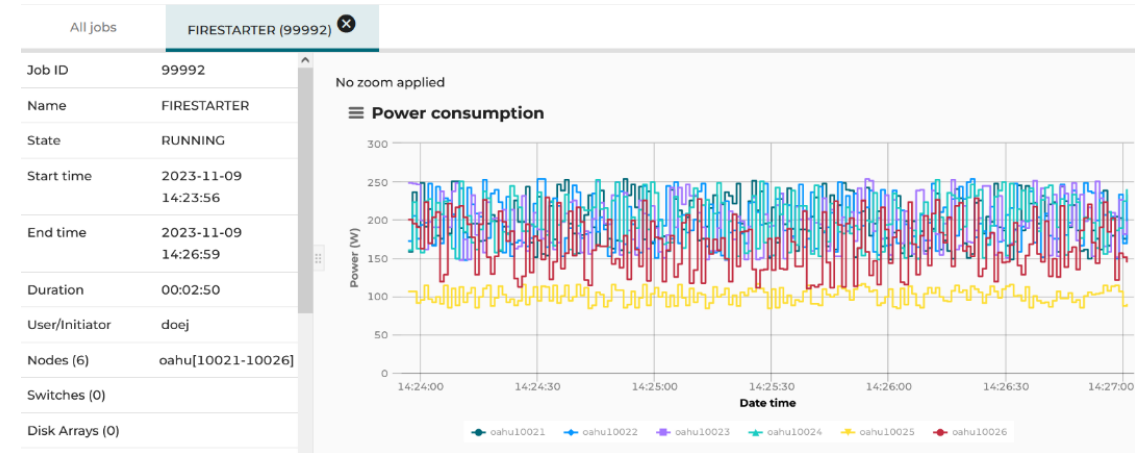 All jobs
FIRESTARTER (99992)
Job ID 99992
Name FIRESTARTER
State RUNNING
Start time 2023-11-09
14:23:56
End time 2023-11-09
14:26:59
Duration 00:02:50
User/Initiator doej
Nodes (6) oahu[10021-10026]
Switches (0)
Disk Arrays (0)
No zoom applied
Power consumption
Power (W)
300
250
200
150
100
50
0
14:24:00 14:24:30 14:25:00 14:25:30 14:26:00 14:26:30 14:27:00
Date time
oahu10021 oahu10022 oahu10023 oahu10024 oahu10025 oahu10026